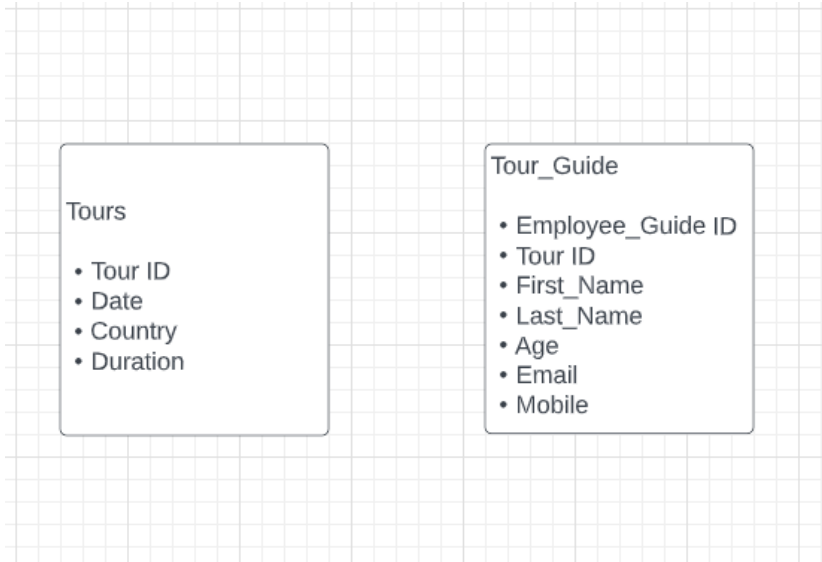 Tours
• Tour ID
• Date
• Country
• Duration
Tour_Guide
• Employee_Guide ID
• Tour ID
• First_Name
• Last_Name
• Age
• Email
• Mobile